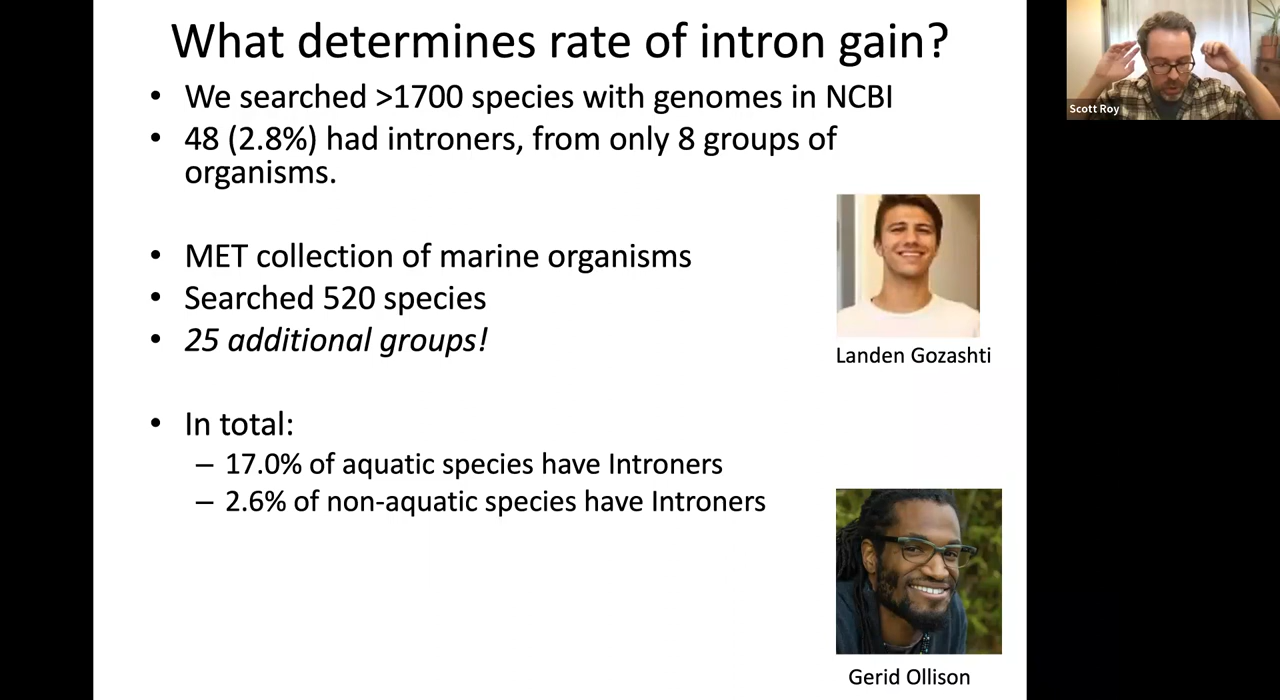 What determines rate of intron gain?
• We searched >1700 species with genomes in NCBI
• 48 (2.8%) had introners, from only 8 groups of
organisms.
• MET collection of marine organisms
• Searched 520 species
• 25 additional groups!
• In total:
– 17.0% of aquatic species have Introners
– 2.6% of non-aquatic species have Introners
Landen Gozashti
Gerid Ollison
Scott Roy